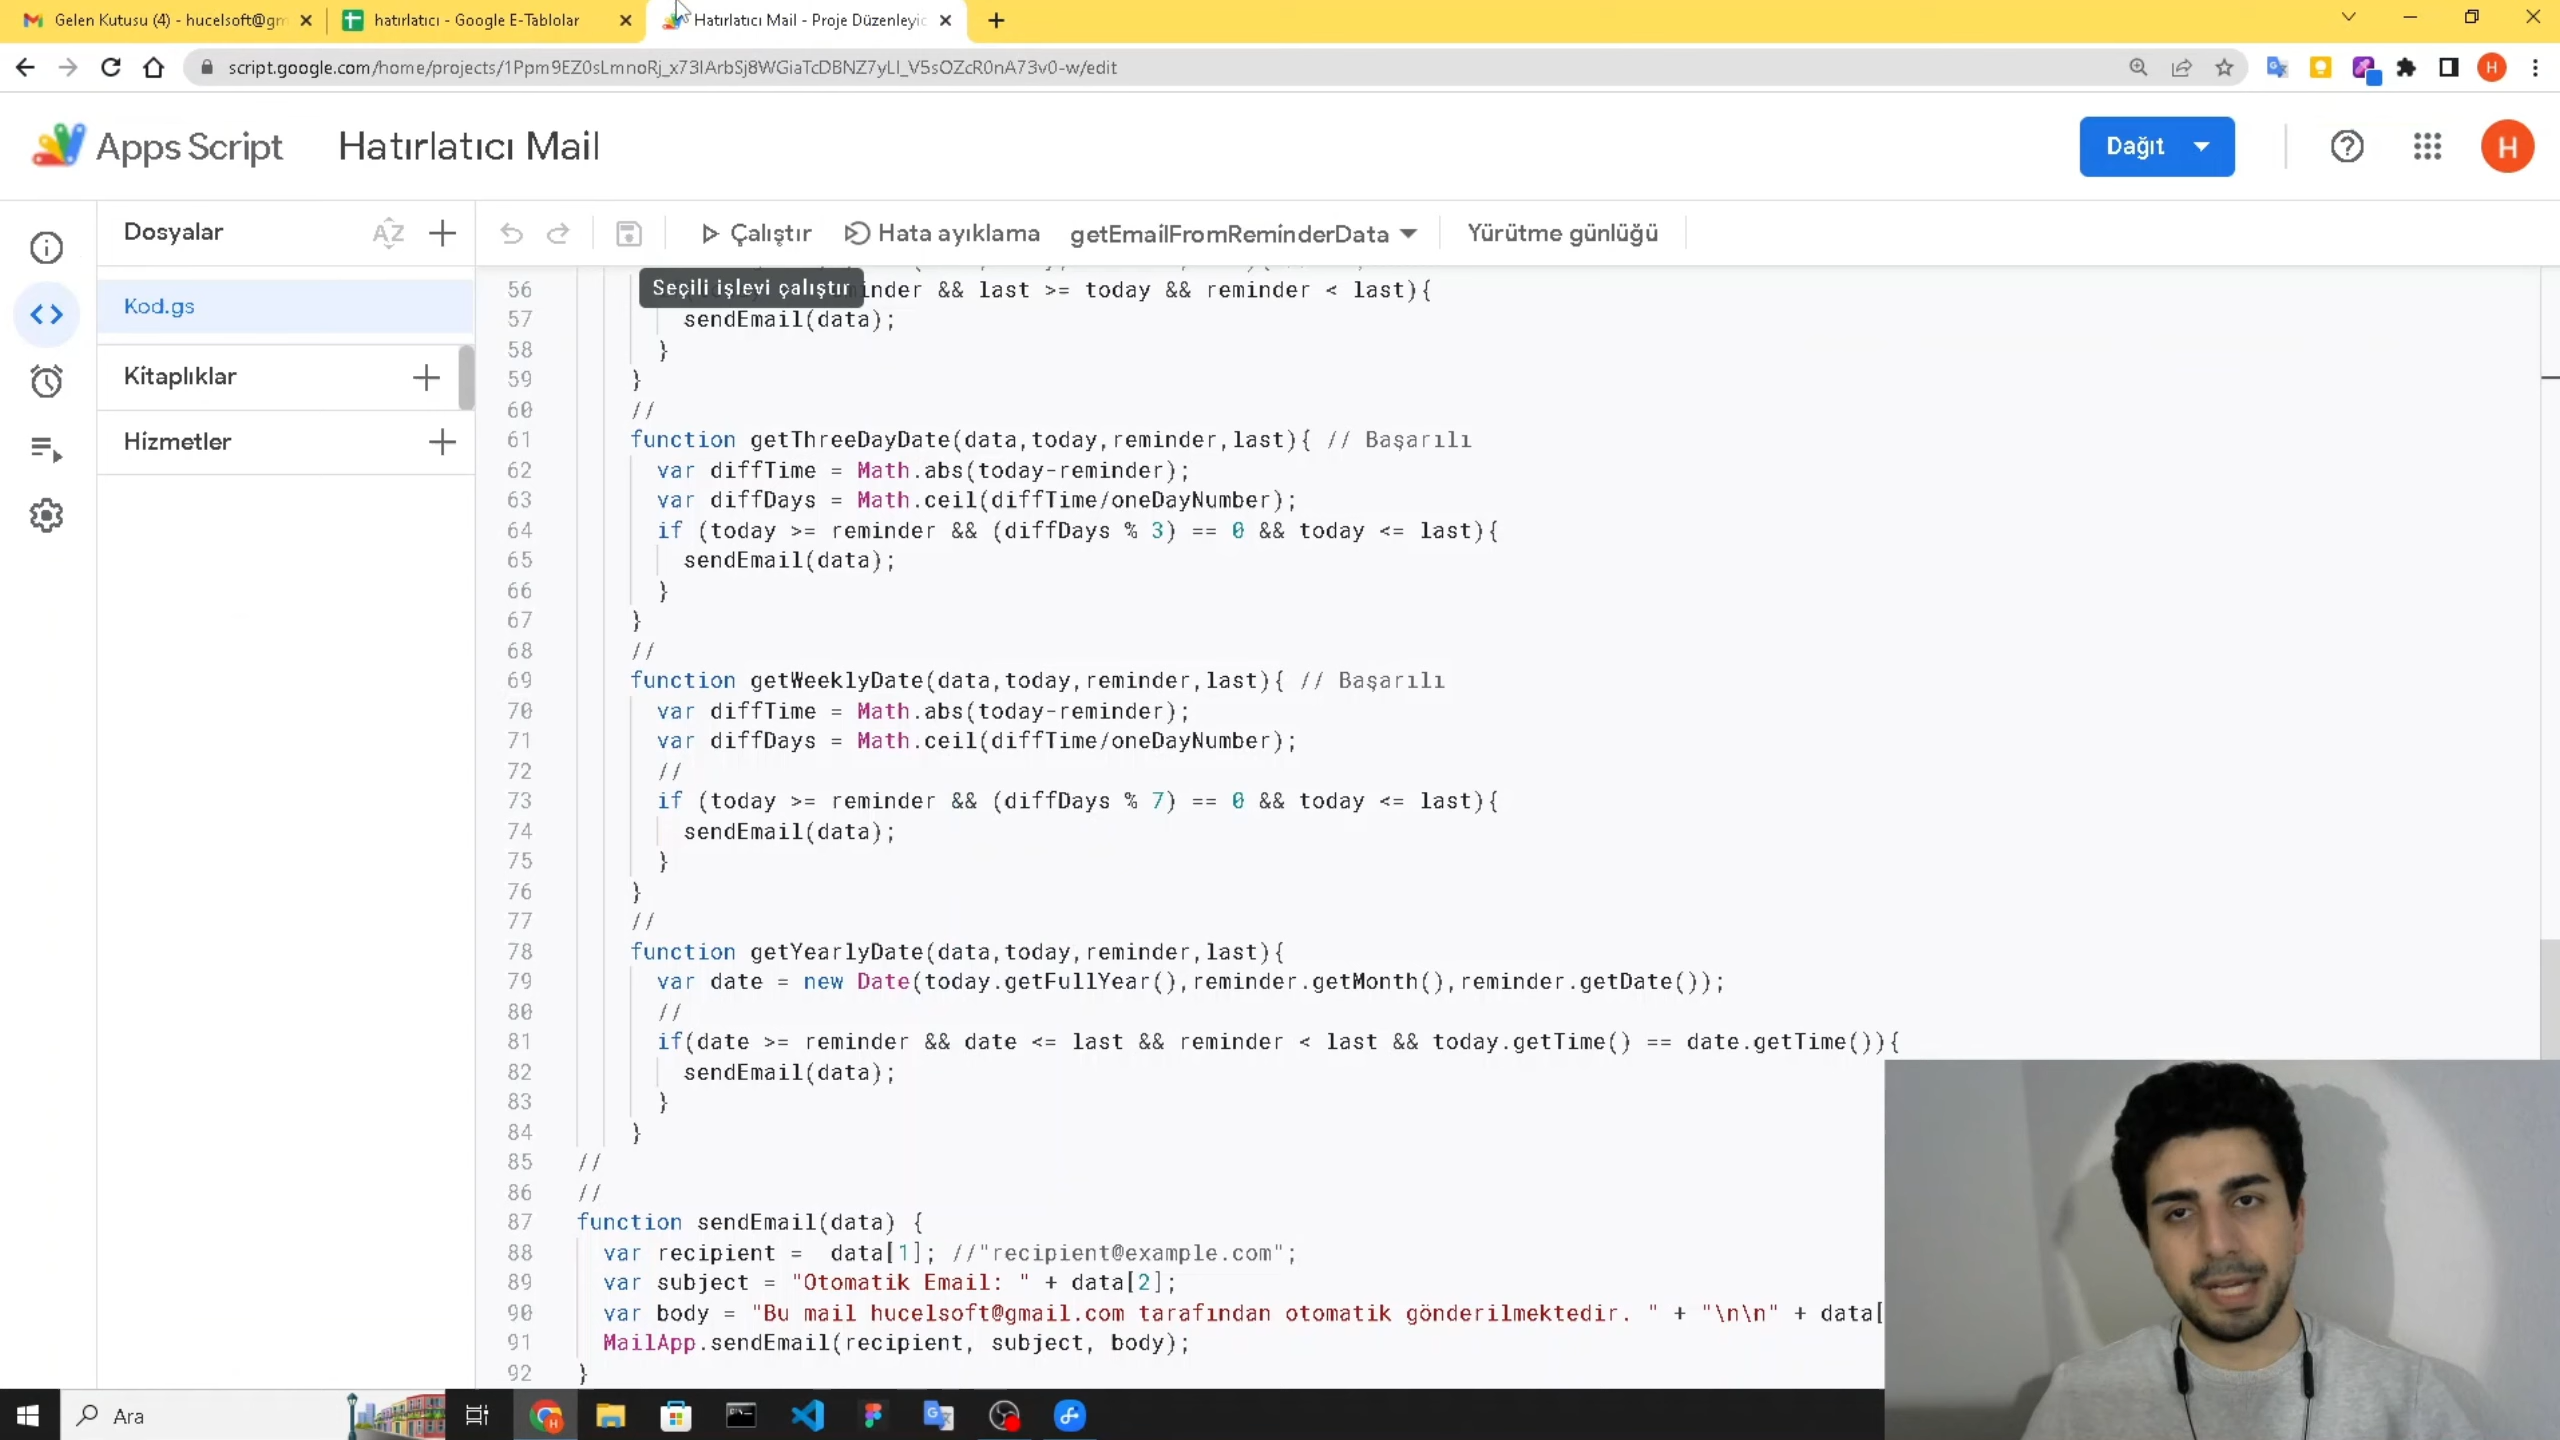 Gelen Kutusu (4) - hucelsoft@gm
hatırlatıcı - Google E-Tablolar
Hatırlatıcı Mail - Proje Düzenleyic
script.google.com/home/projects/1Ppm9EZ0sLmnoRj_x73IArbSj8WGiaTcDBNZ7yLI_V5sOZcR0nA73v0-w/edit
H
Apps Script
Hatırlatıcı Mail
Dağıt
H
Dosyalar
AZ
Çalıştır
Hata ayıklama
getEmailFromReminderData
Yürütme günlüğü
Seçili işlevi çalıştır
Kod.gs
Kitaplıklar
Hizmetler
56 inder && last >= today && reminder < last){
57 sendEmail(data);
58 }
59 }
60 //
61 function getThreeDayDate(data,today,reminder,last){ // Başarılı
62 var diffTime = Math.abs(today-reminder);
63 var diffDays = Math.ceil(diffTime/oneDayNumber);
64 if (today >= reminder && (diffDays % 3) == 0 && today <= last){
65 sendEmail(data);
66 }
67 }
68 //
69 function getWeeklyDate(data,today,reminder,last){ // Başarılı
70 var diffTime = Math.abs(today-reminder);
71 var diffDays = Math.ceil(diffTime/oneDayNumber);
72 //
73 if (today >= reminder && (diffDays % 7) == 0 && today <= last){
74 sendEmail(data);
75 }
76 }
77 //
78 function getYearlyDate(data,today,reminder,last){
79 var date = new Date(today.getFullYear(),reminder.getMonth(),reminder.getDate());
80 //
81 if(date >= reminder && date <= last && reminder < last && today.getTime() == date.getTime()){
82 sendEmail(data);
83 }
84 }
85 //
86 //
87 function sendEmail(data) {
88 var recipient = data[1]; //"recipient@example.com";
89 var subject = "Otomatik Email: " + data[2];
90 var body = "Bu mail hucelsoft@gmail.com tarafından otomatik gönderilmektedir. " + "\n\n" + data[
91 MailApp.sendEmail(recipient, subject, body);
92 }
Ara